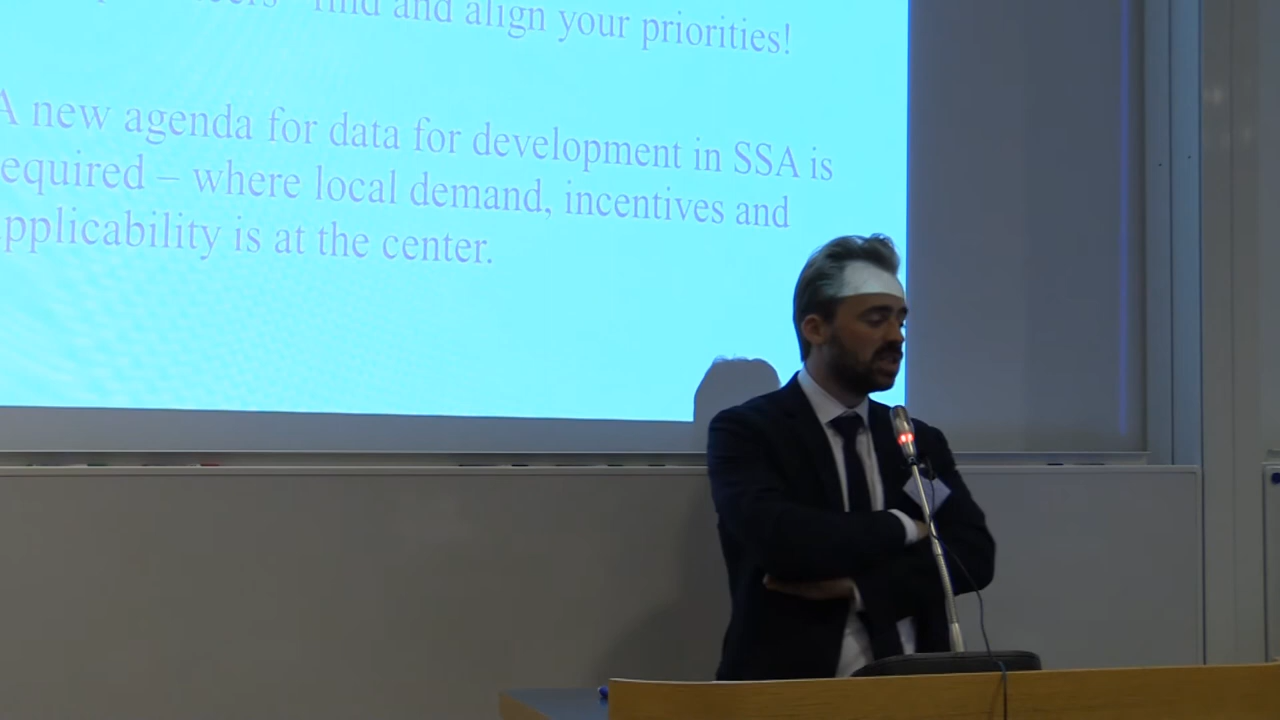 find and align your priorities!
A new agenda for data for development in SSA is
equired – where local demand, incentives and
pplicability is at the center.